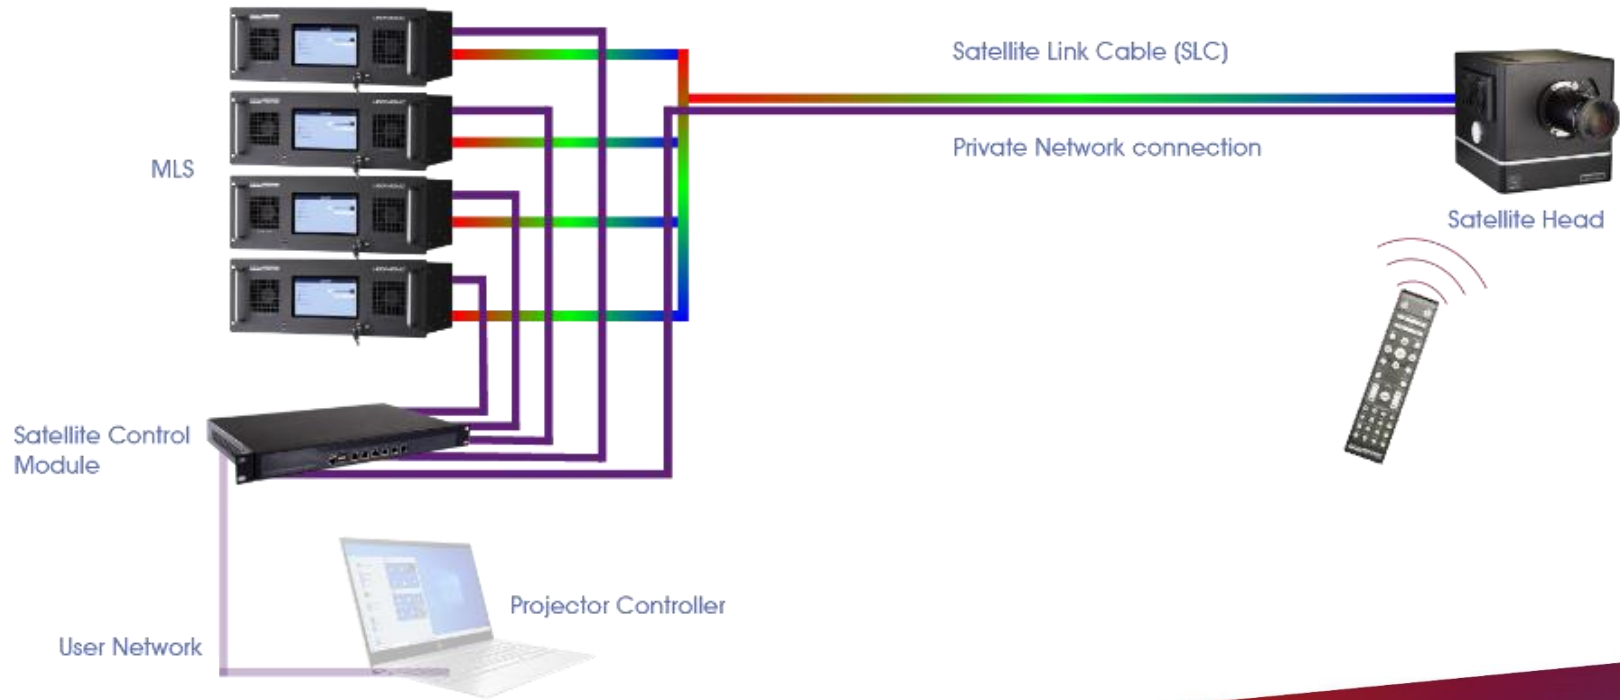 Satellite Link Cable (SLC)
MLS
Private Network connection
Satellite Head
Satellite Control
Module
Projector Controller
User Network